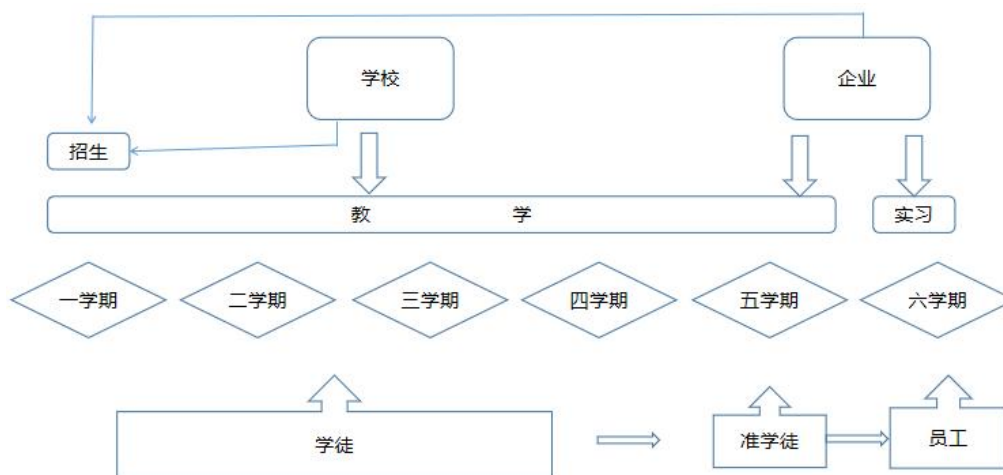 学校
企业
招生
教 学
实习
一学期
二学期
三学期
四学期
五学期
六学期
学徒
准学徒
员工